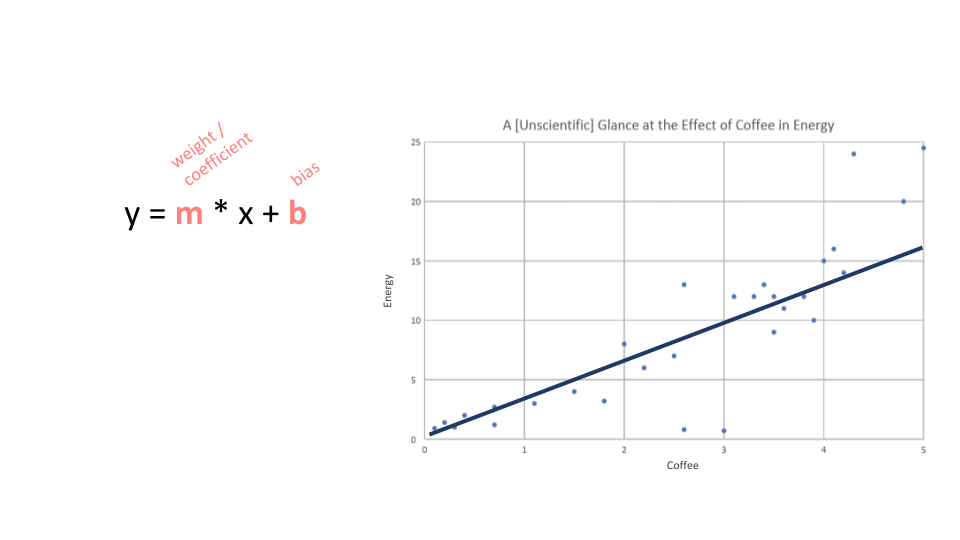 weight /
coefficient
bias
y = m * x + b
A [Unscientific] Glance at the Effect of Coffee in Energy
25
20
15
10
5
0
Energy
0 1 2 3 4 5
Coffee